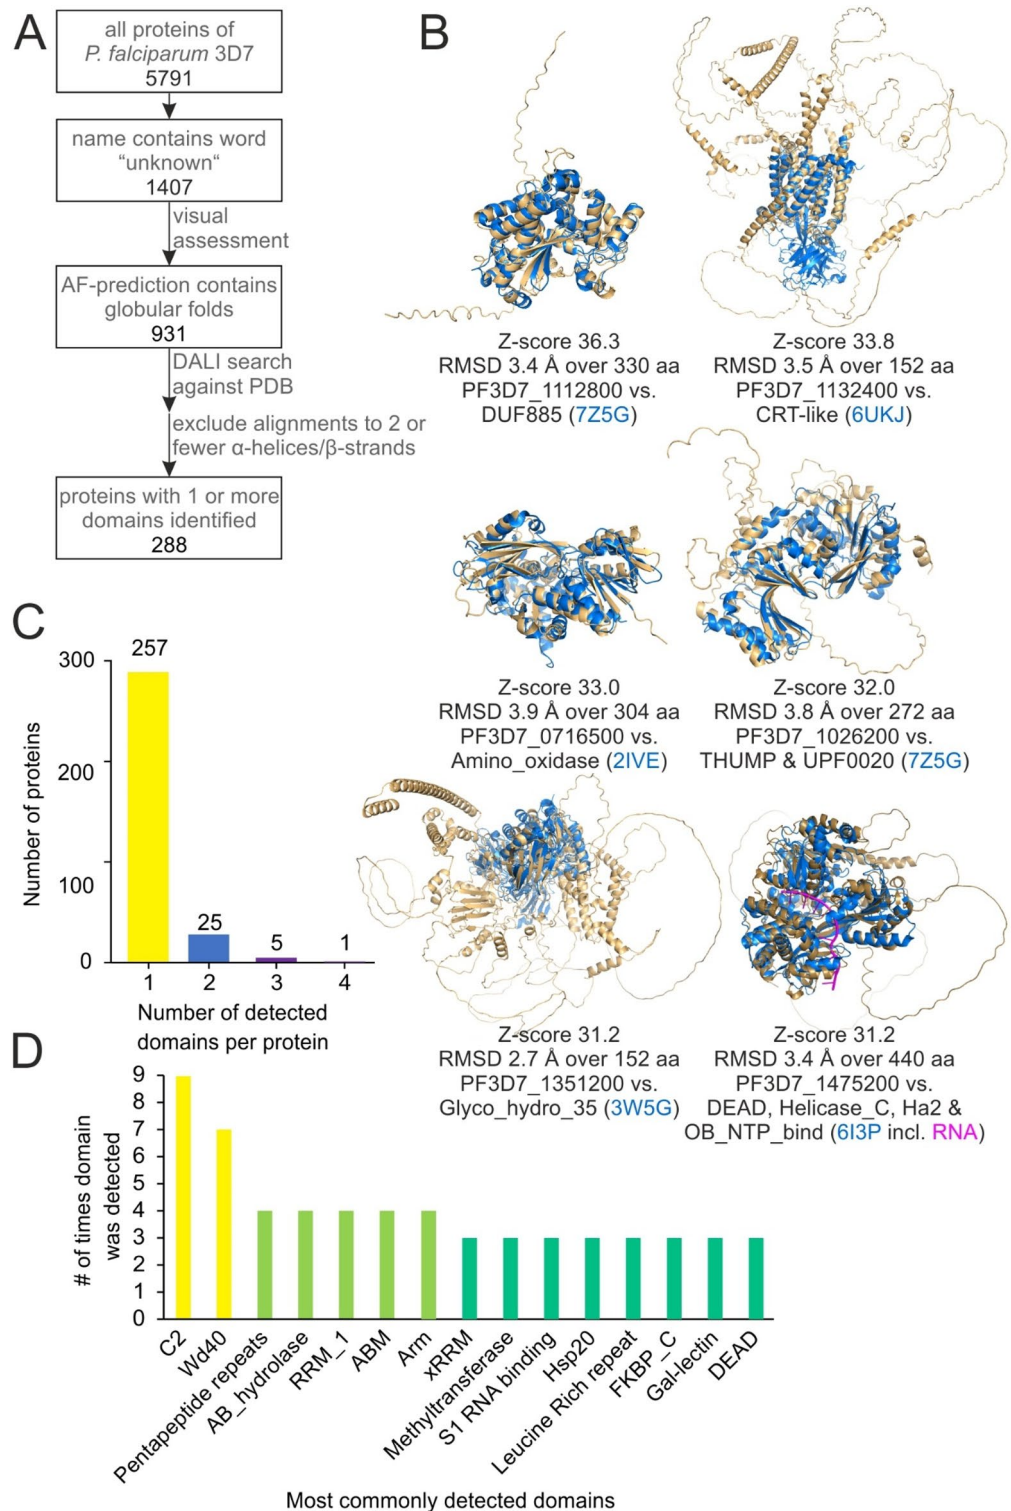 A
all proteins of
P. falciparum 3D7
5791
name contains word
“unknown“
1407
visual
assessment
AF-prediction contains
globular folds
931
DALI search
against PDB
exclude alignments to 2 or
fewer α-helices/β-strands
proteins with 1 or more
domains identified
288
B
Z-score 36.3
RMSD 3.4 Å over 330 aa
PF3D7_1112800 vs.
DUF885 (7Z5G)
Z-score 33.8
RMSD 3.5 Å over 152 aa
PF3D7_1132400 vs.
CRT-like (6UKJ)
Z-score 33.0
RMSD 3.9 Å over 304 aa
PF3D7_0716500 vs.
Amino_oxidase (2IVE)
Z-score 32.0
RMSD 3.8 Å over 272 aa
PF3D7_1026200 vs.
THUMP & UPF0020 (7Z5G)
Z-score 31.2
RMSD 2.7 Å over 152 aa
PF3D7_1351200 vs.
Glyco_hydro_35 (3W5G)
Z-score 31.2
RMSD 3.4 Å over 440 aa
PF3D7_1475200 vs.
DEAD, Helicase_C, Ha2 &
OB_NTP_bind (6I3P incl. RNA)
C
Number of proteins
300
200
100
0
257
25
5
1
1
2
3
4
Number of detected
domains per protein
D
# of times domain
was detected
9
8
7
6
5
4
3
2
1
0
C2
Wd40
Pentapeptide repeats
AB_hydrolase
RRM_1
ABM
Arm
xRRM
Methyltransferase
S1 RNA binding
Hsp20
Leucine Rich repeat
FKBP_C
Gal-lectin
DEAD
Most commonly detected domains